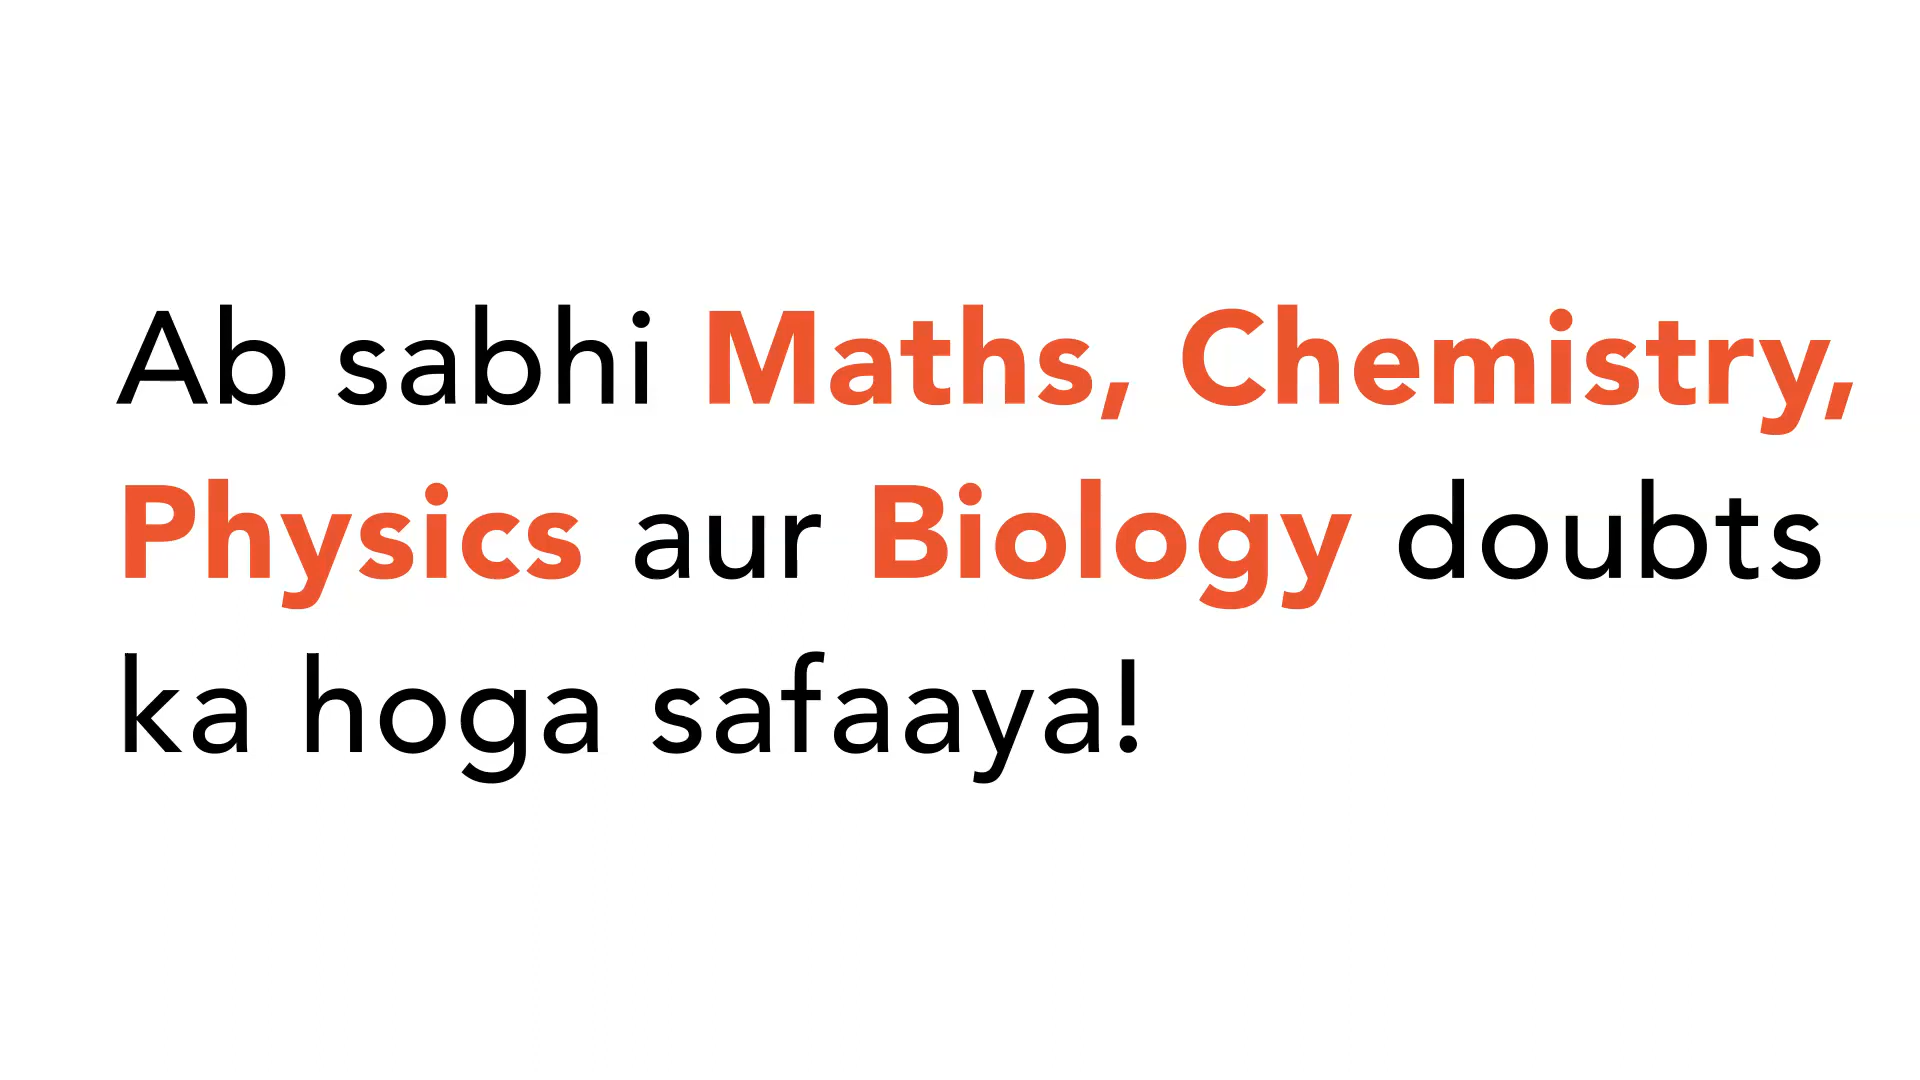 Ab sabhi Maths, Chemistry,
Physics aur Biology doubts
ka hoga safaaya!